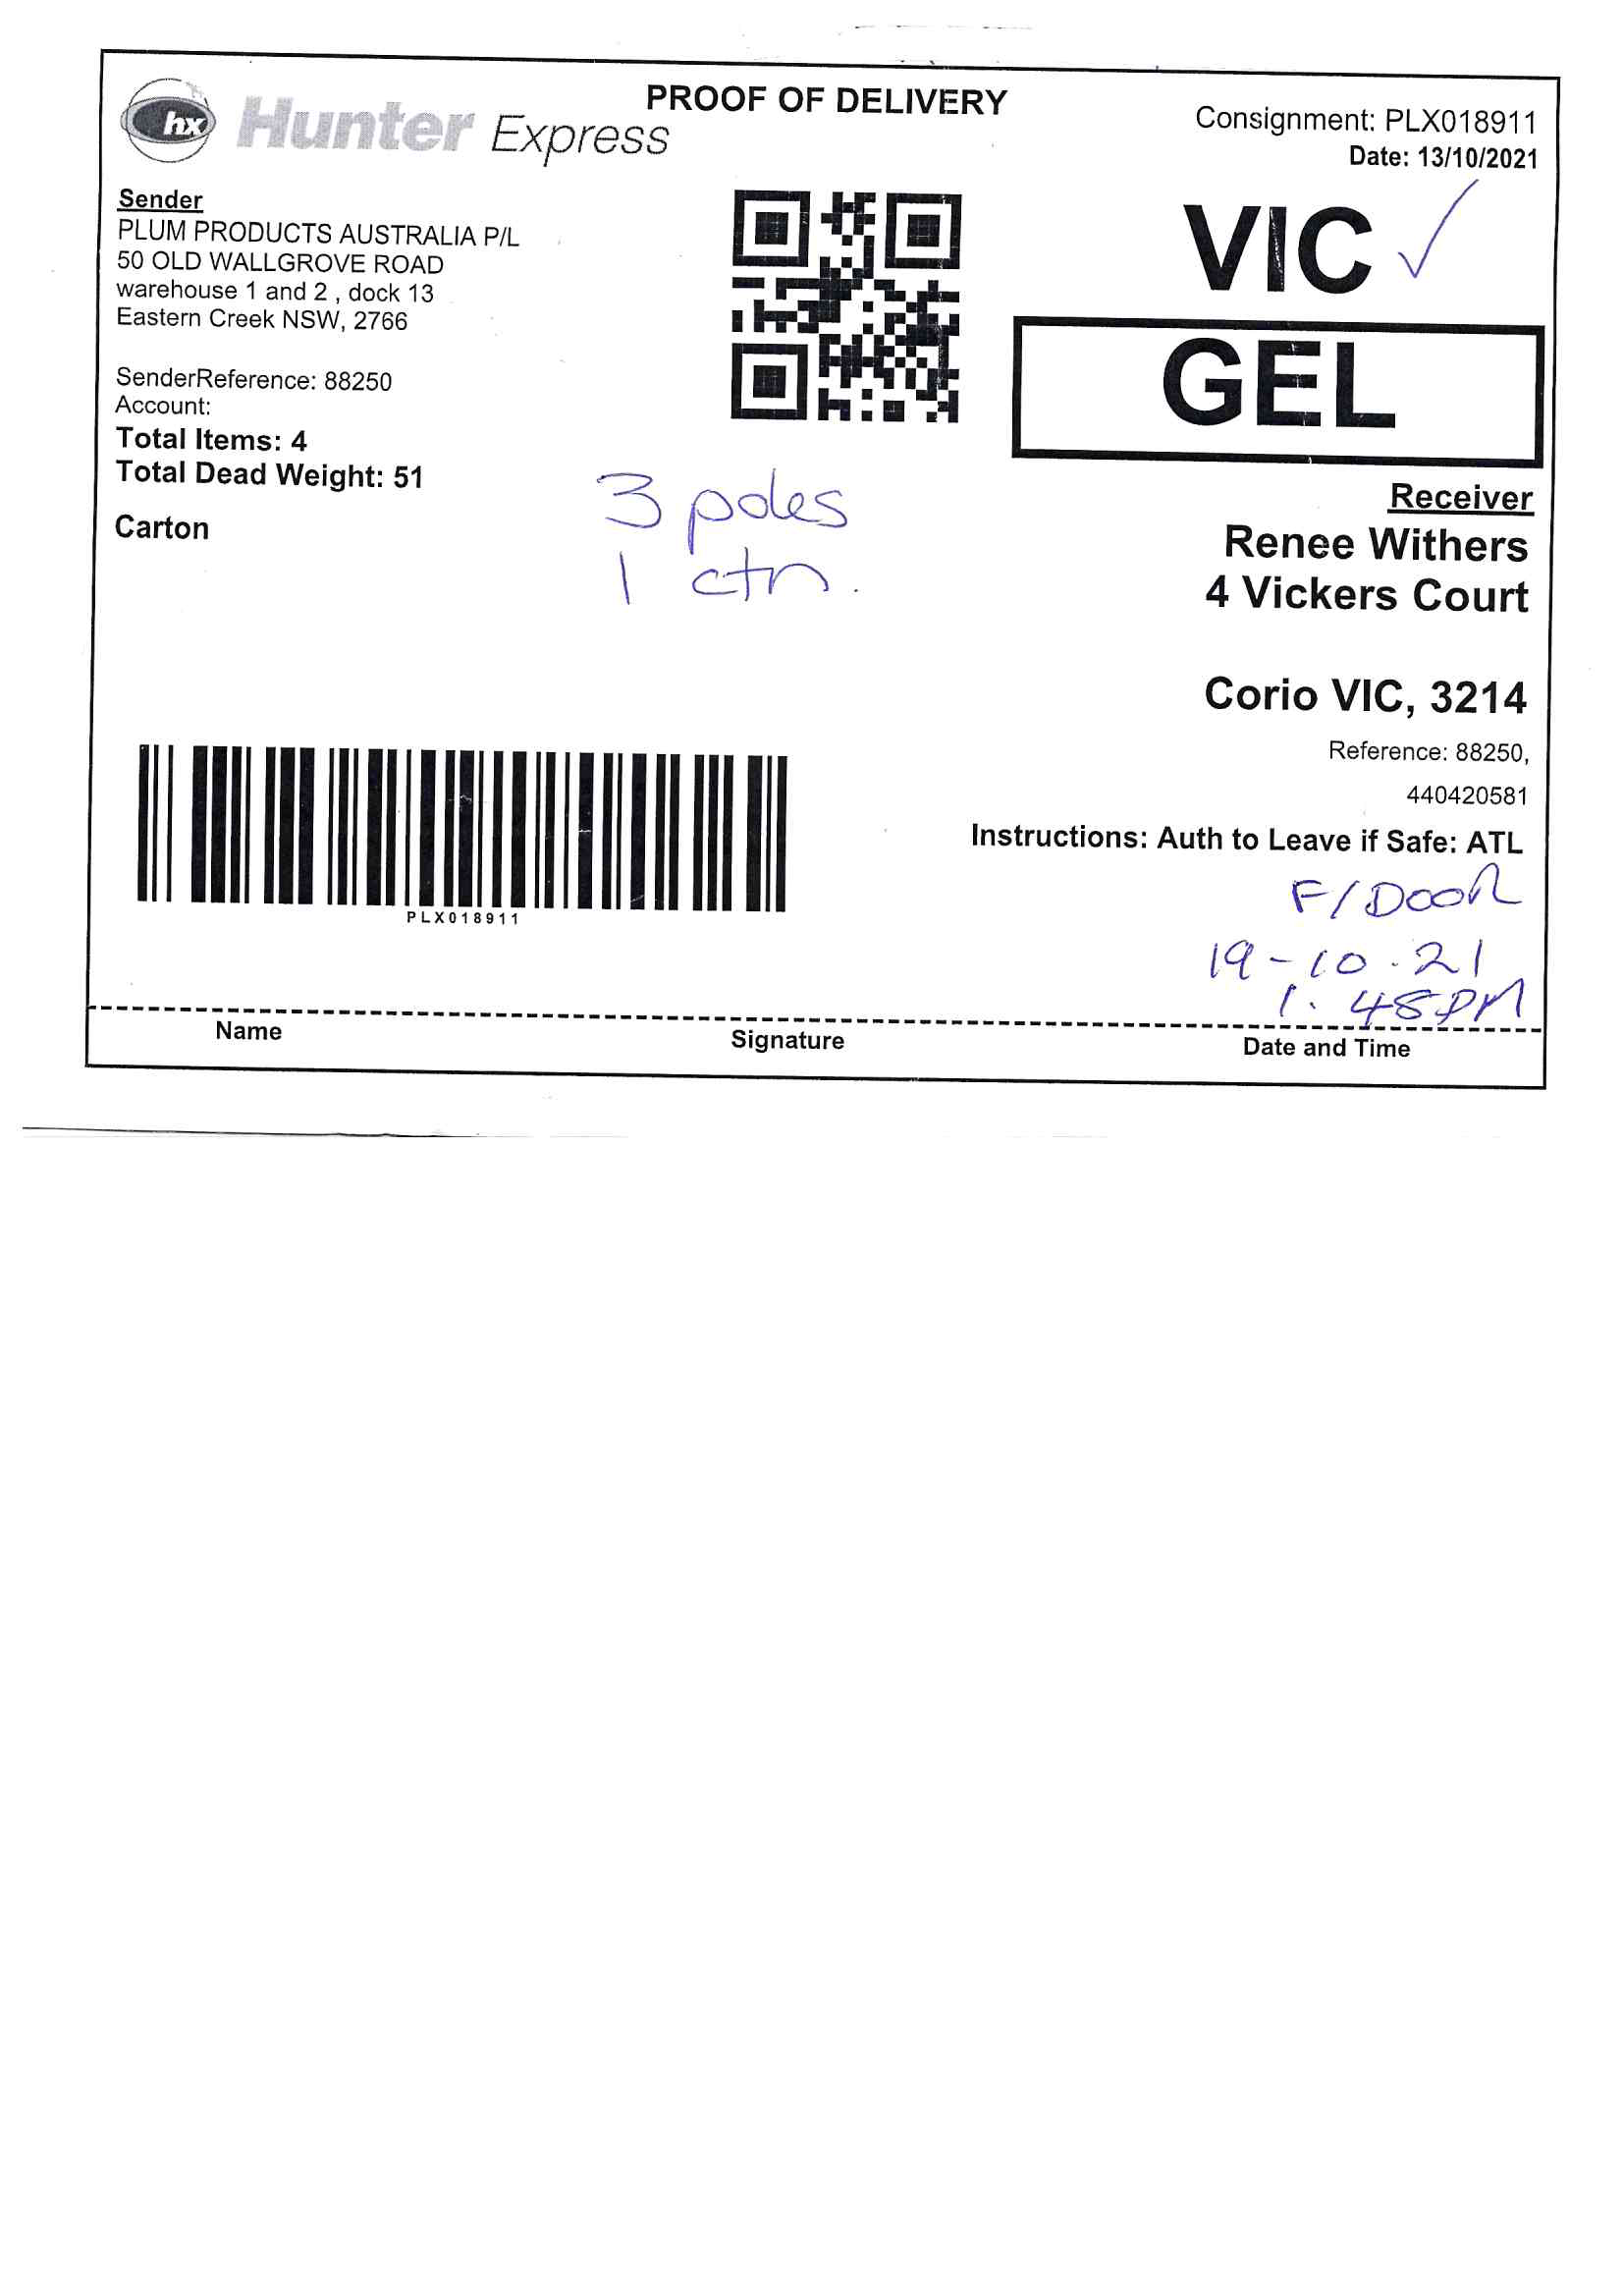 hx Hunter Express
PROOF OF DELIVERY
Consignment: PLX018911
Date: 13/10/2021
Sender
PLUM PRODUCTS AUSTRALIA P/L
50 OLD WALLGROVE ROAD
warehouse 1 and 2 , dock 13
Eastern Creek NSW, 2766
SenderReference: 88250
Account:
Total Items: 4
Total Dead Weight: 51
Carton
3 poles
1 ctn.
VIC
GEL
Receiver
Renee Withers
4 Vickers Court
Corio VIC, 3214
Reference: 88250,
440420581
Instructions: Auth to Leave if Safe: ATL
F/DOOR
19-10.21
1.48PM
PLX018911
Name
Signature
Date and Time